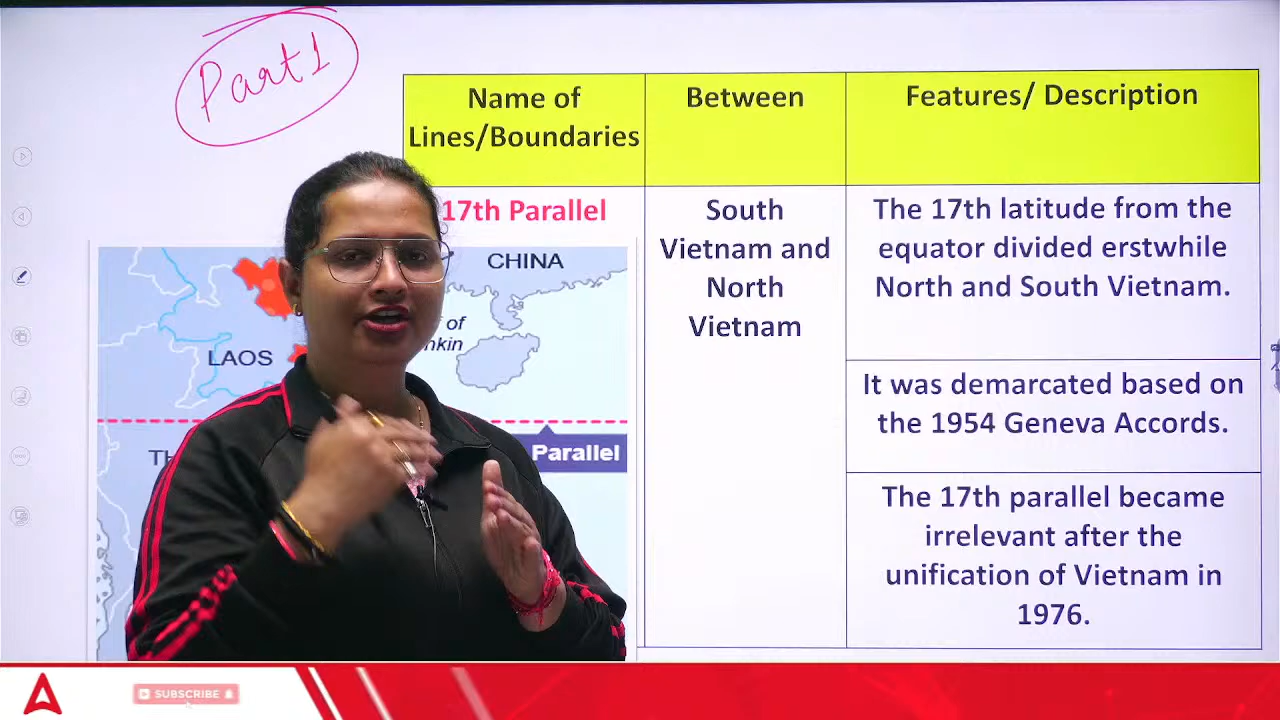 Part 1
Name of
Lines/Boundaries
Between
Features/ Description
17th Parallel
South
Vietnam and
North
Vietnam
The 17th latitude from the
equator divided erstwhile
North and South Vietnam.
It was demarcated based on
the 1954 Geneva Accords.
The 17th parallel became
irrelevant after the
unification of Vietnam in
1976.
CHINA
of
LAOS
Parallel
SUBSCRIBE